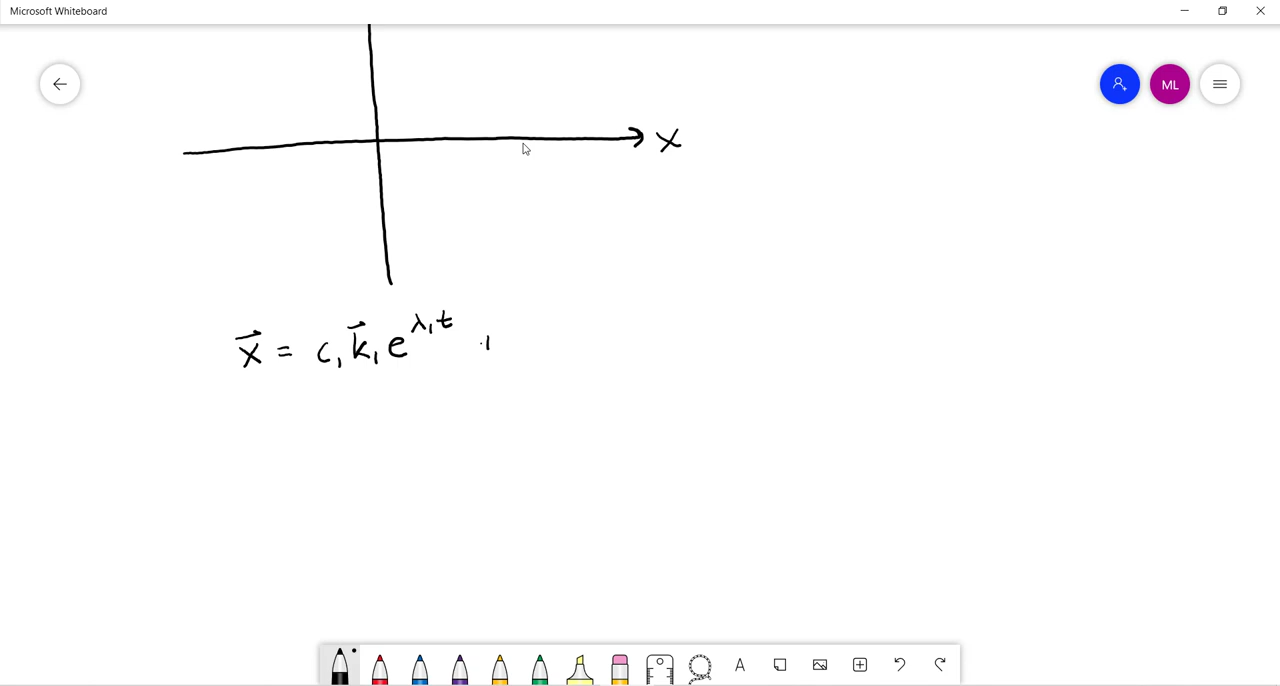 Microsoft Whiteboard
ML
X
x⃗ = c₁k⃗₁e^λ₁t
A